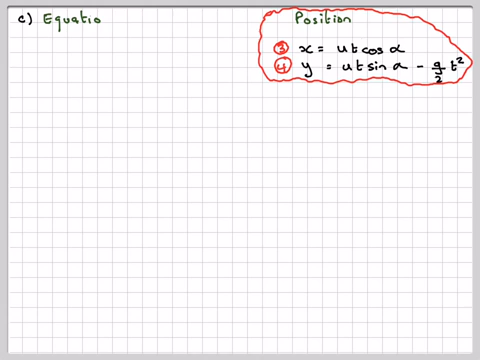 c) Equatio
Position
③ x = ut cos α
④ y = ut sin α - g/2 t²